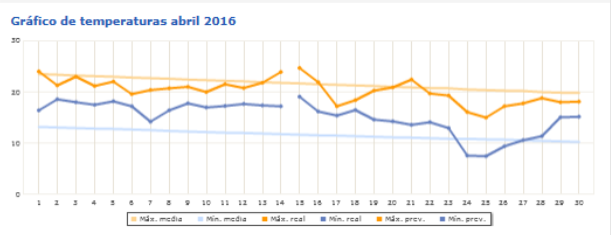 Gráfico de temperaturas abril 2016
30
20
10
0
1 2 3 4 5 6 7 8 9 10 11 12 13 14 15 16 17 18 19 20 21 22 23 24 25 26 27 28 29 30
Máx. media Mín. media Máx. real Mín. real Máx. prev. Mín. prev.